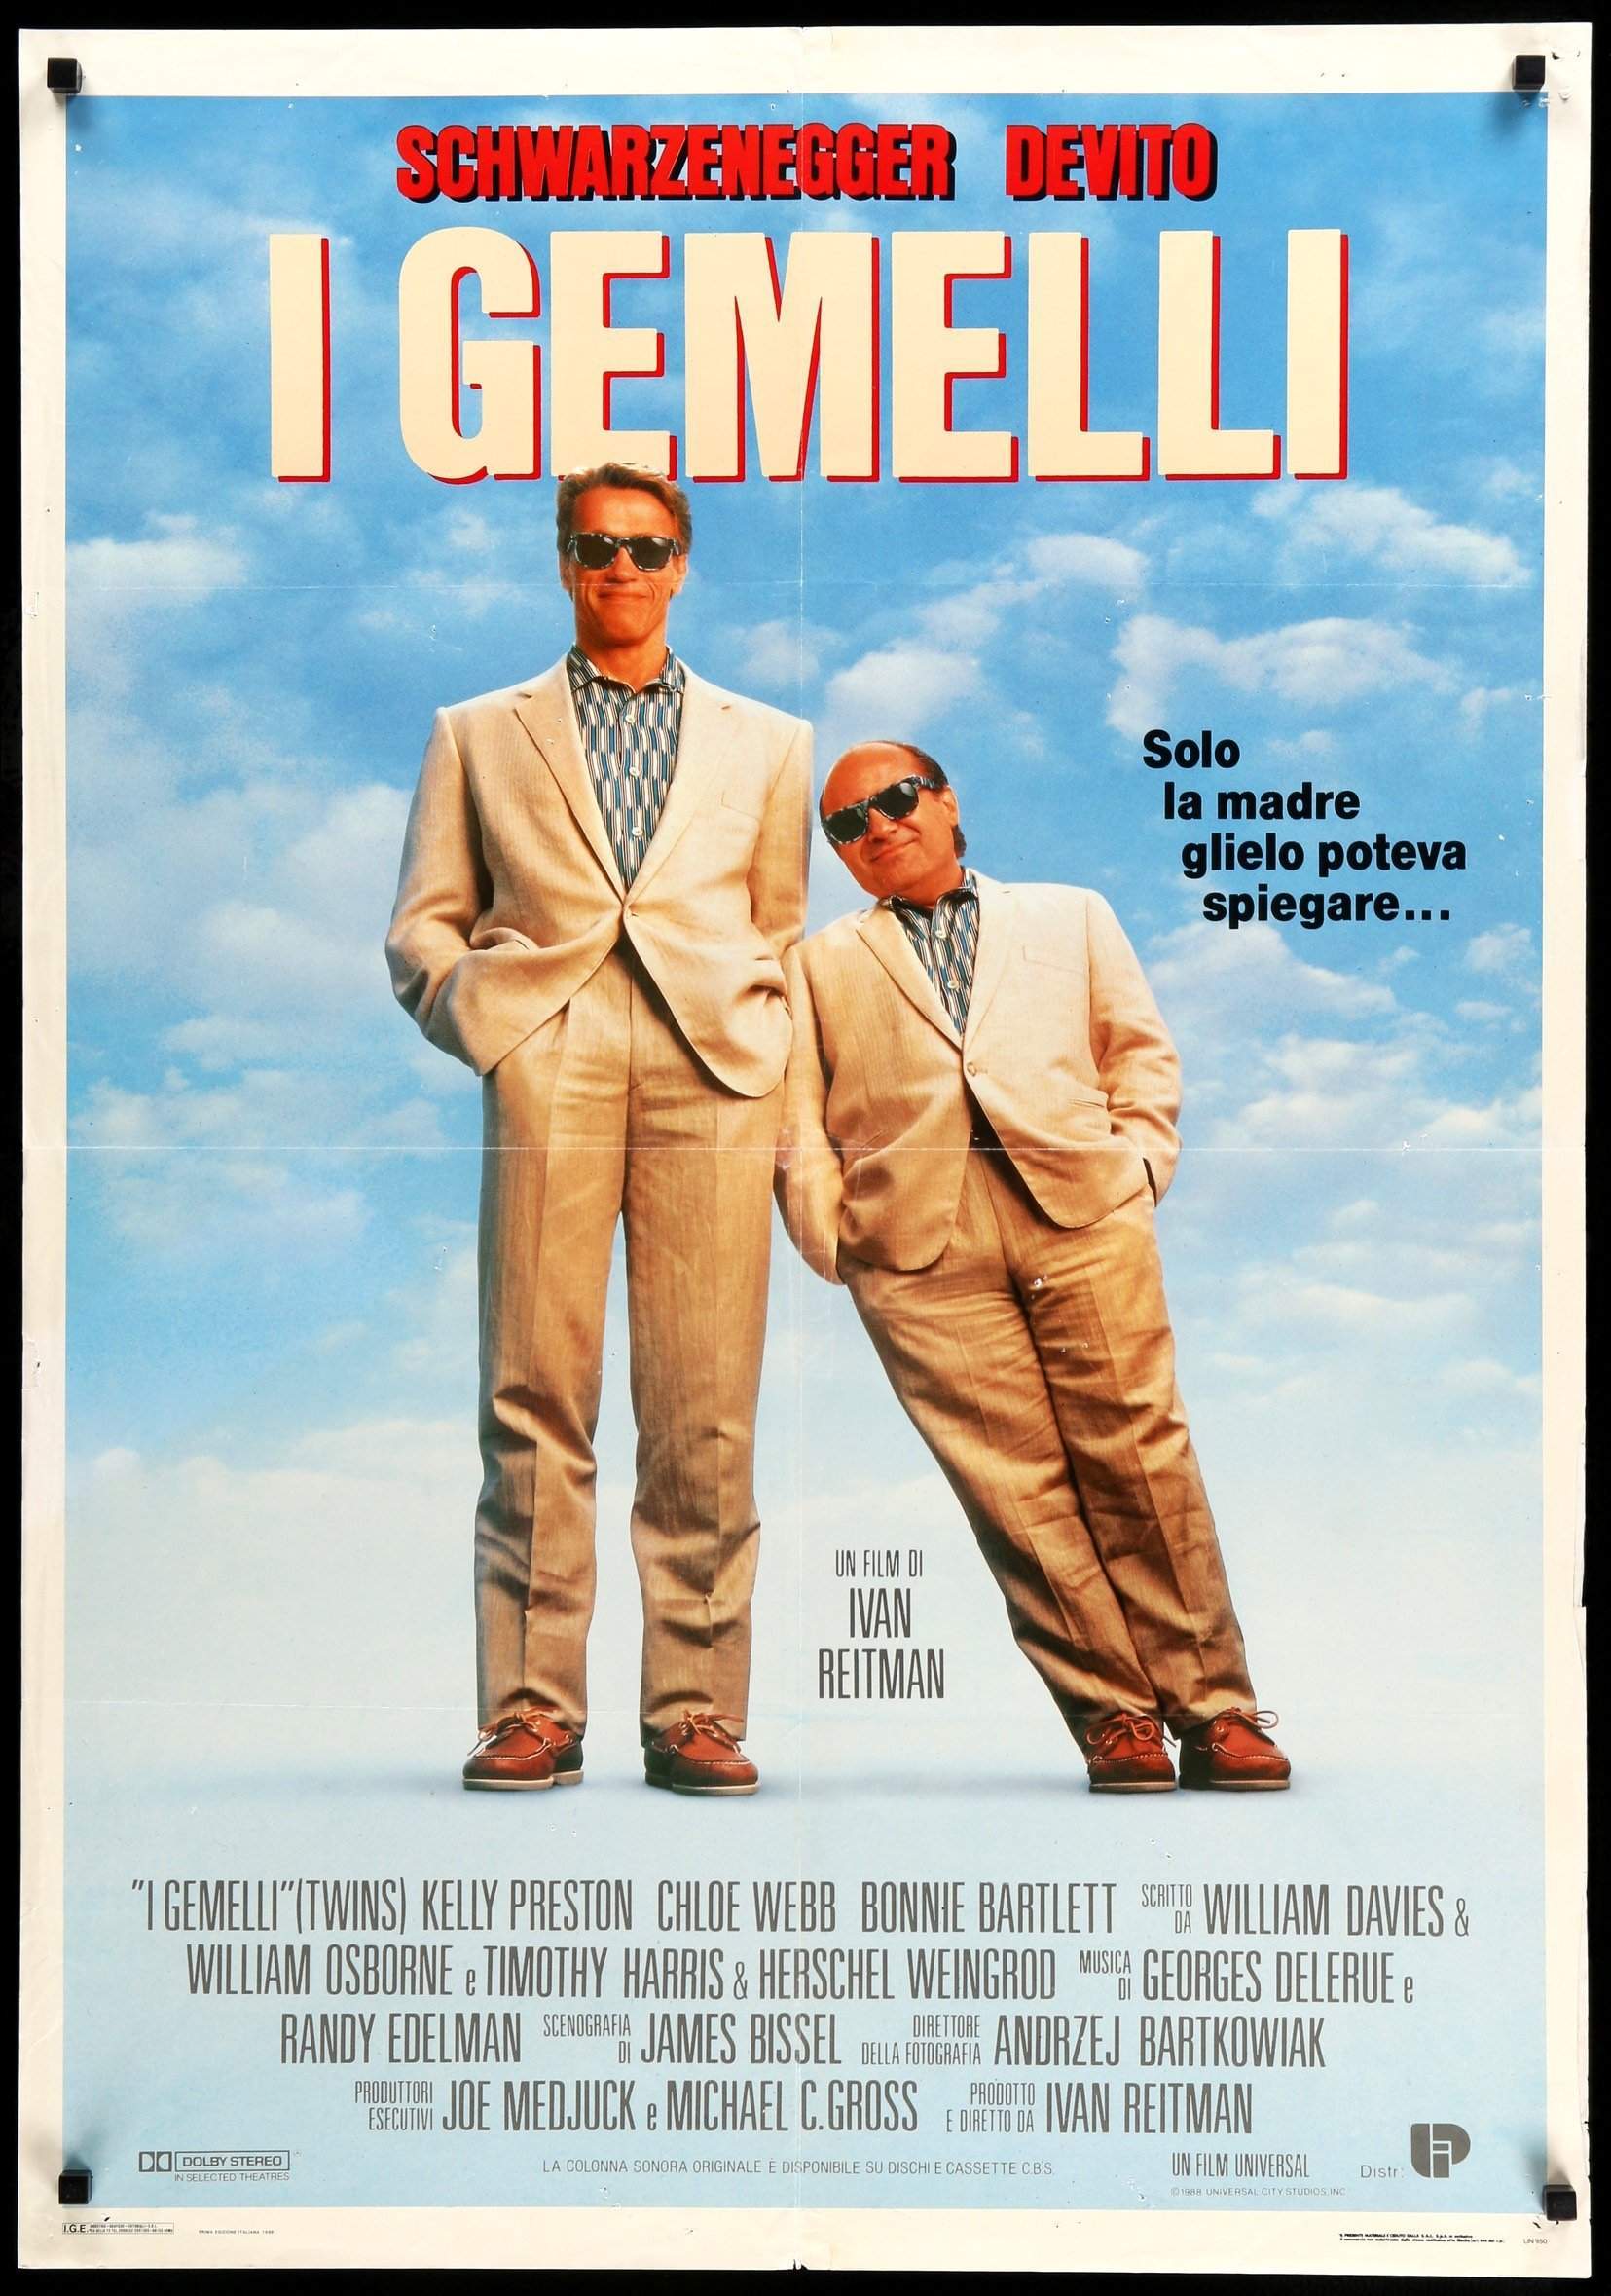 SCHWARZENEGGER DEVITO
I GEMELLI
Solo
la madre
glielo poteva
spiegare...
UN FILM DI
IVAN
REITMAN
"I GEMELLI" (TWINS) KELLY PRESTON CHLOE WEBB BONNIE BARTLETT SCRITTO DA WILLIAM DAVIES &
WILLIAM OSBORNE e TIMOTHY HARRIS & HERSCHEL WEINGROD MUSICA DI GEORGES DELERUE e
RANDY EDELMAN SCENOGRAFIA DI JAMES BISSEL DIRETTORE DELLA FOTOGRAFIA ANDRZEJ BARTKOWIAK
PRODUTTORI ESECUTIVI JOE MEDJUCK e MICHAEL C. GROSS PRODOTTO E DIRETTO DA IVAN REITMAN
DOLBY STEREO
IN SELECTED THEATRES
LA COLONNA SONORA ORIGINALE È DISPONIBILE SU DISCHI E CASSETTE C.B.S.
UN FILM UNIVERSAL
© 1988 UNIVERSAL CITY STUDIOS, INC
Distr:
I.G.E.
PRIMA EDIZIONE ITALIANA 1988